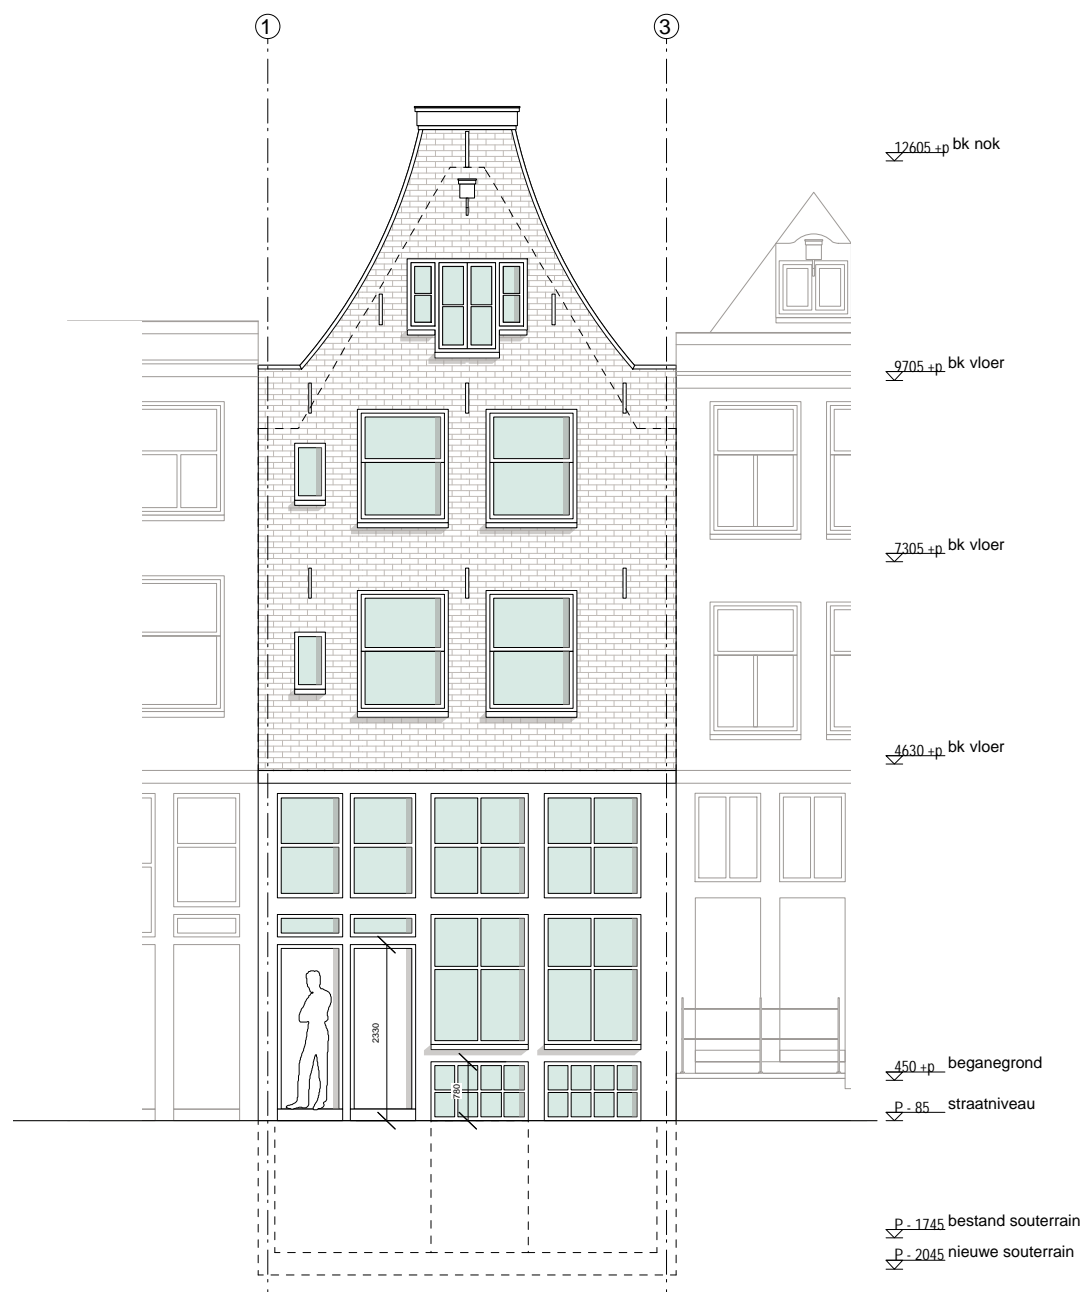 1
3
12605 +p bk nok
9705 +p bk vloer
7305 +p bk vloer
4630 +p bk vloer
2330
780
450 +p beganegrond
P - 85 straatniveau
P - 1745 bestand souterrain
P - 2045 nieuwe souterrain